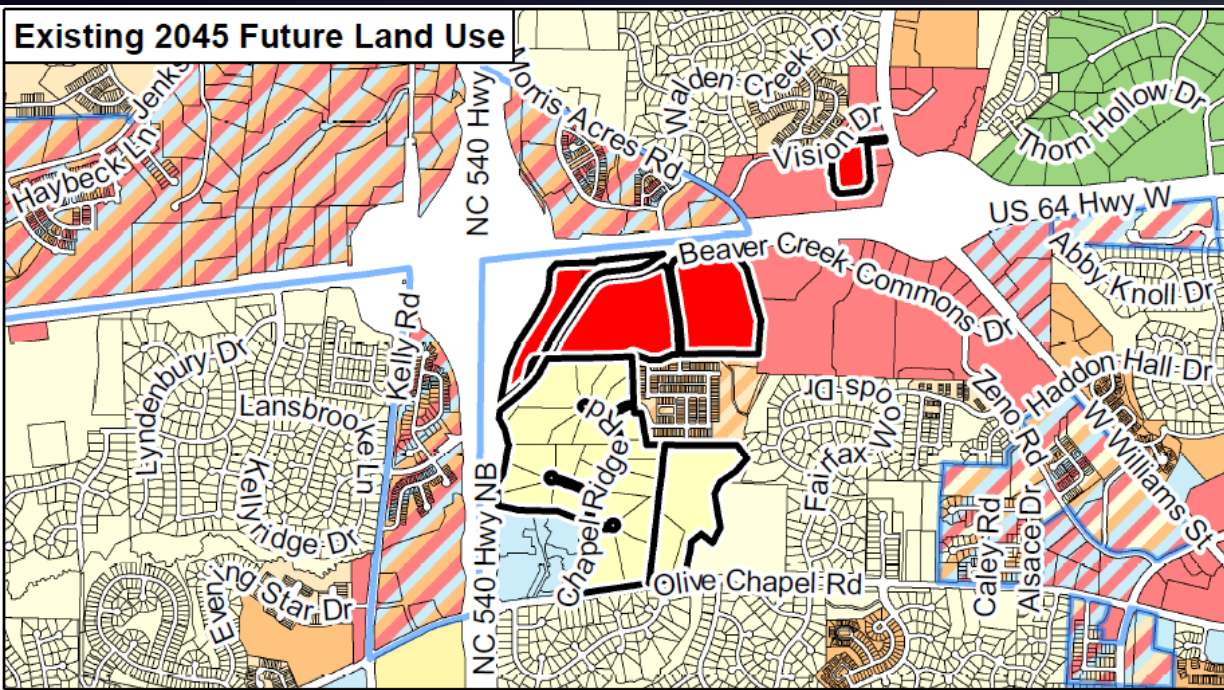 Existing 2045 Future Land Use
Jenks
Haybeck Ln
NC 540 Hwy
Morris Acres Rd
Walden Creek Dr
Vision Dr
Thorn Hollow Dr
US 64 Hwy W
Beaver Creek Commons Dr
Abby Knoll Dr
Kelly Rd
Lyndenbury Dr
Lansbrooke Ln
Kellyridge Dr
Evening Star Dr
NC 540 Hwy NB
Chapel Ridge Rd
Olive Chapel Rd
Fairfax Woods Dr
Zeno Rd
Haddon Hall Dr
W Williams St
Caley Rd
Alsace Dr